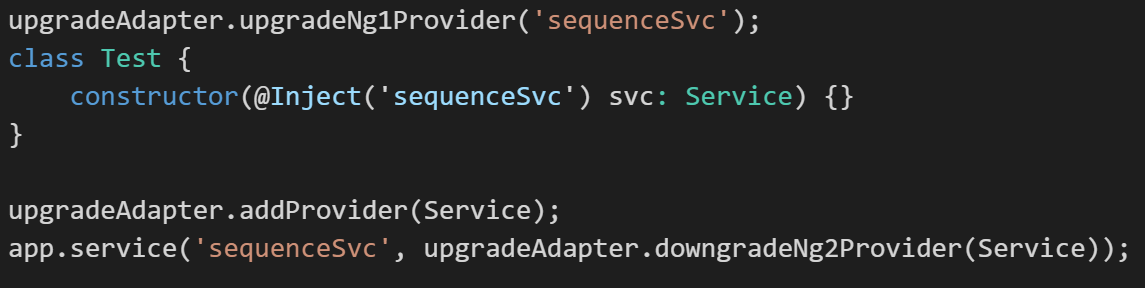 upgradeAdapter.upgradeNg1Provider('sequenceSvc');
class Test {
    constructor(@Inject('sequenceSvc') svc: Service) {}
}
upgradeAdapter.addProvider(Service);
app.service('sequenceSvc', upgradeAdapter.downgradeNg2Provider(Service));